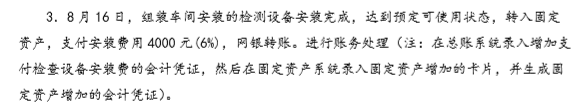 3. 8月16日，组装车间安装的检测设备安装完成，达到预定可使用状态，转入固定
资产，支付安装费用4000元(6%)，网银转账。进行账务处理（注：在总账系统录入增加支
付检查设备安装费的会计凭证，然后在固定资产系统录入固定资产增加的卡片，并生成固
定资产增加的会计凭证）。